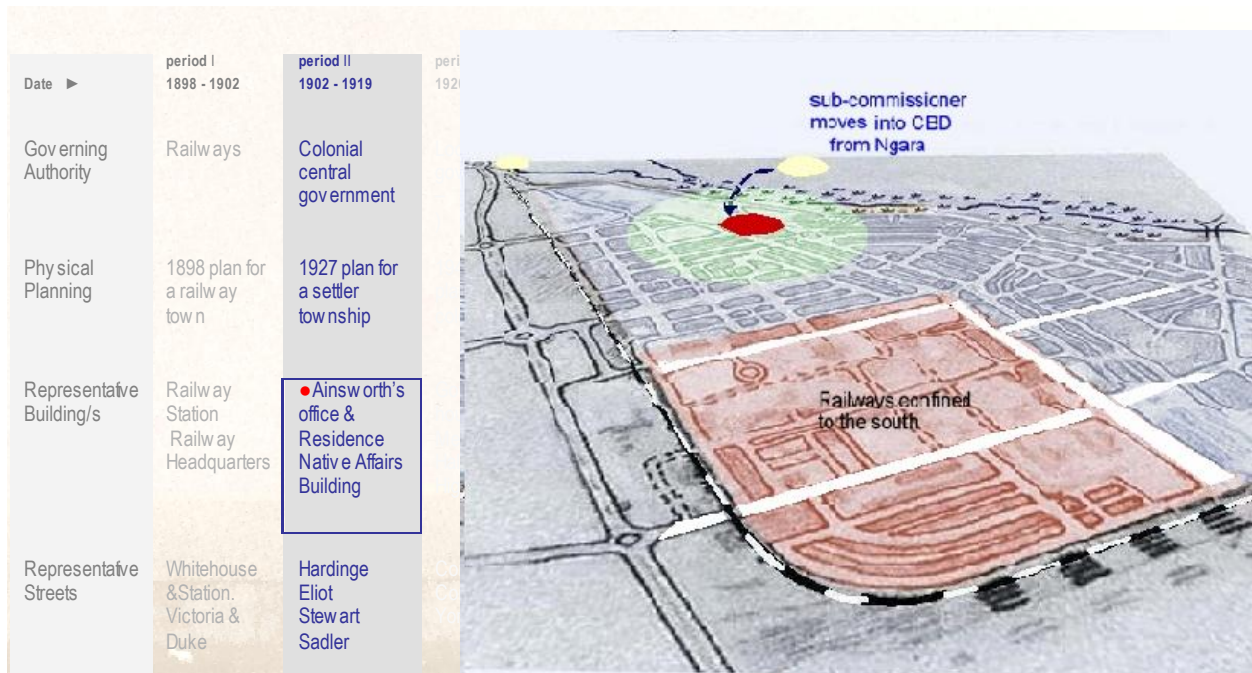 period I
1898 - 1902
period II
1902 - 1919
Date ►
Governing
Authority
Railways
Colonial
central
government
Physical
Planning
1898 plan for
a railway
town
1927 plan for
a settler
township
Representative
Building/s
Railway
Station
Railway
Headquarters
●Ainsworth's
office &
Residence
Native Affairs
Building
Representative
Streets
Whitehouse
&Station.
Victoria &
Duke
Hardinge
Eliot
Stewart
Sadler
sub-commissioner
moves into CBD
from Ngara
Railways confined
to the south